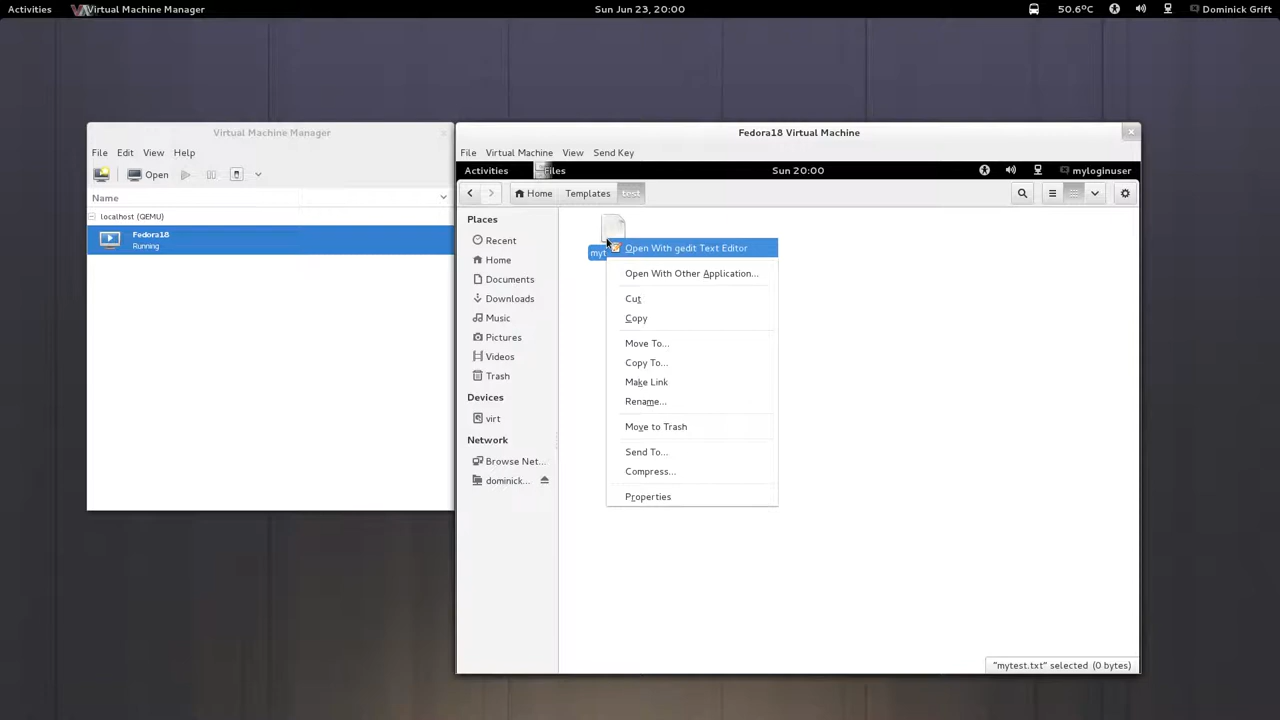 Activities Virtual Machine Manager Sun Jun 23, 20:00 50.6°C Dominick Grift
Virtual Machine Manager
File Edit View Help
Open
Name
localhost (QEMU)
Fedora18
Running
Fedora18 Virtual Machine
File Virtual Machine View Send Key
Activities Files Sun 20:00 myloginuser
Home Templates test
Places
Recent
Home
Documents
Downloads
Music
Pictures
Videos
Trash
Devices
virt
Network
Browse Net...
dominick...
Open With gedit Text Editor
Open With Other Application...
Cut
Copy
Move To...
Copy To...
Make Link
Rename...
Move to Trash
Send To...
Compress...
Properties
"mytest.txt" selected (0 bytes)